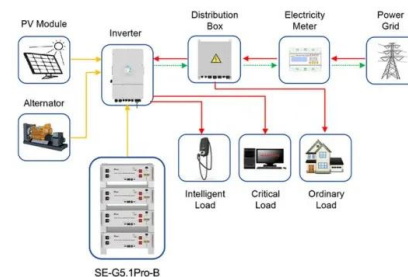 PV Module
Inverter
Distribution
Box
Electricity
Meter
Power
Grid
Alternator
Intelligent
Load
Critical
Load
Ordinary
Load
SE-G5.1Pro-B